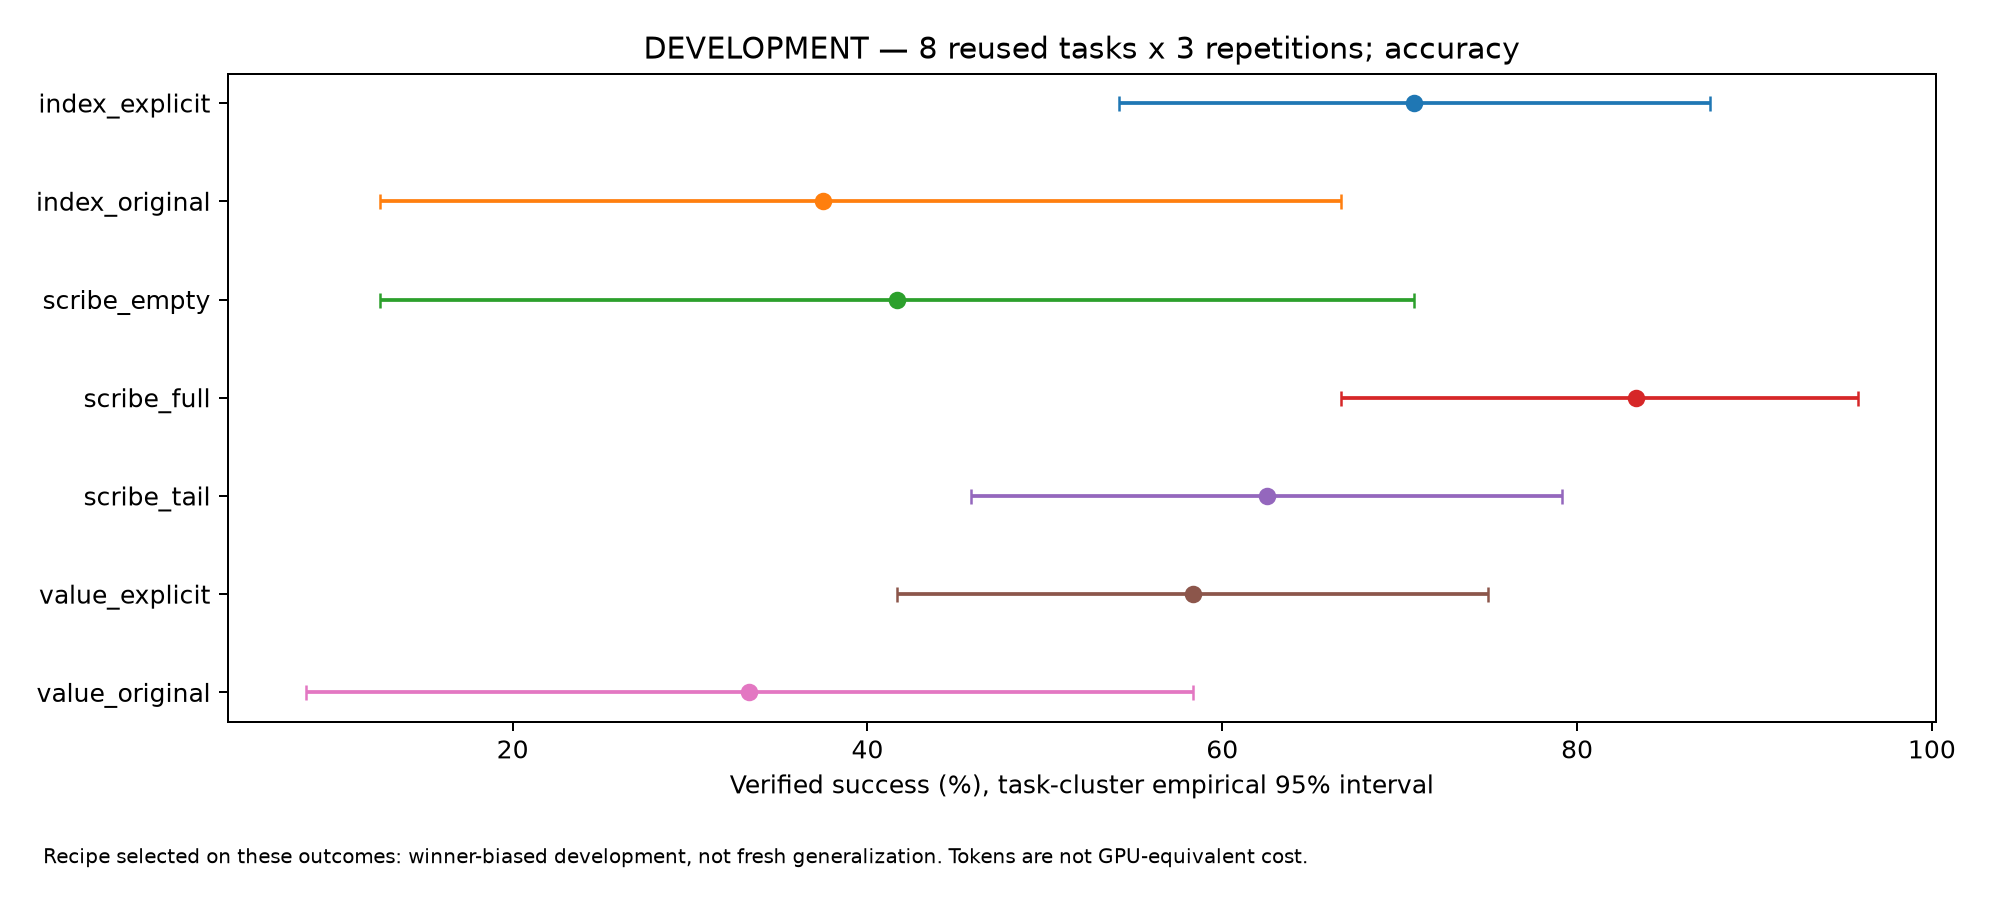 DEVELOPMENT — 8 reused tasks x 3 repetitions; accuracy
index_explicit
index_original
scribe_empty
scribe_full
scribe_tail
value_explicit
value_original
20 40 60 80 100
Verified success (%), task-cluster empirical 95% interval
Recipe selected on these outcomes: winner-biased development, not fresh generalization. Tokens are not GPU-equivalent cost.